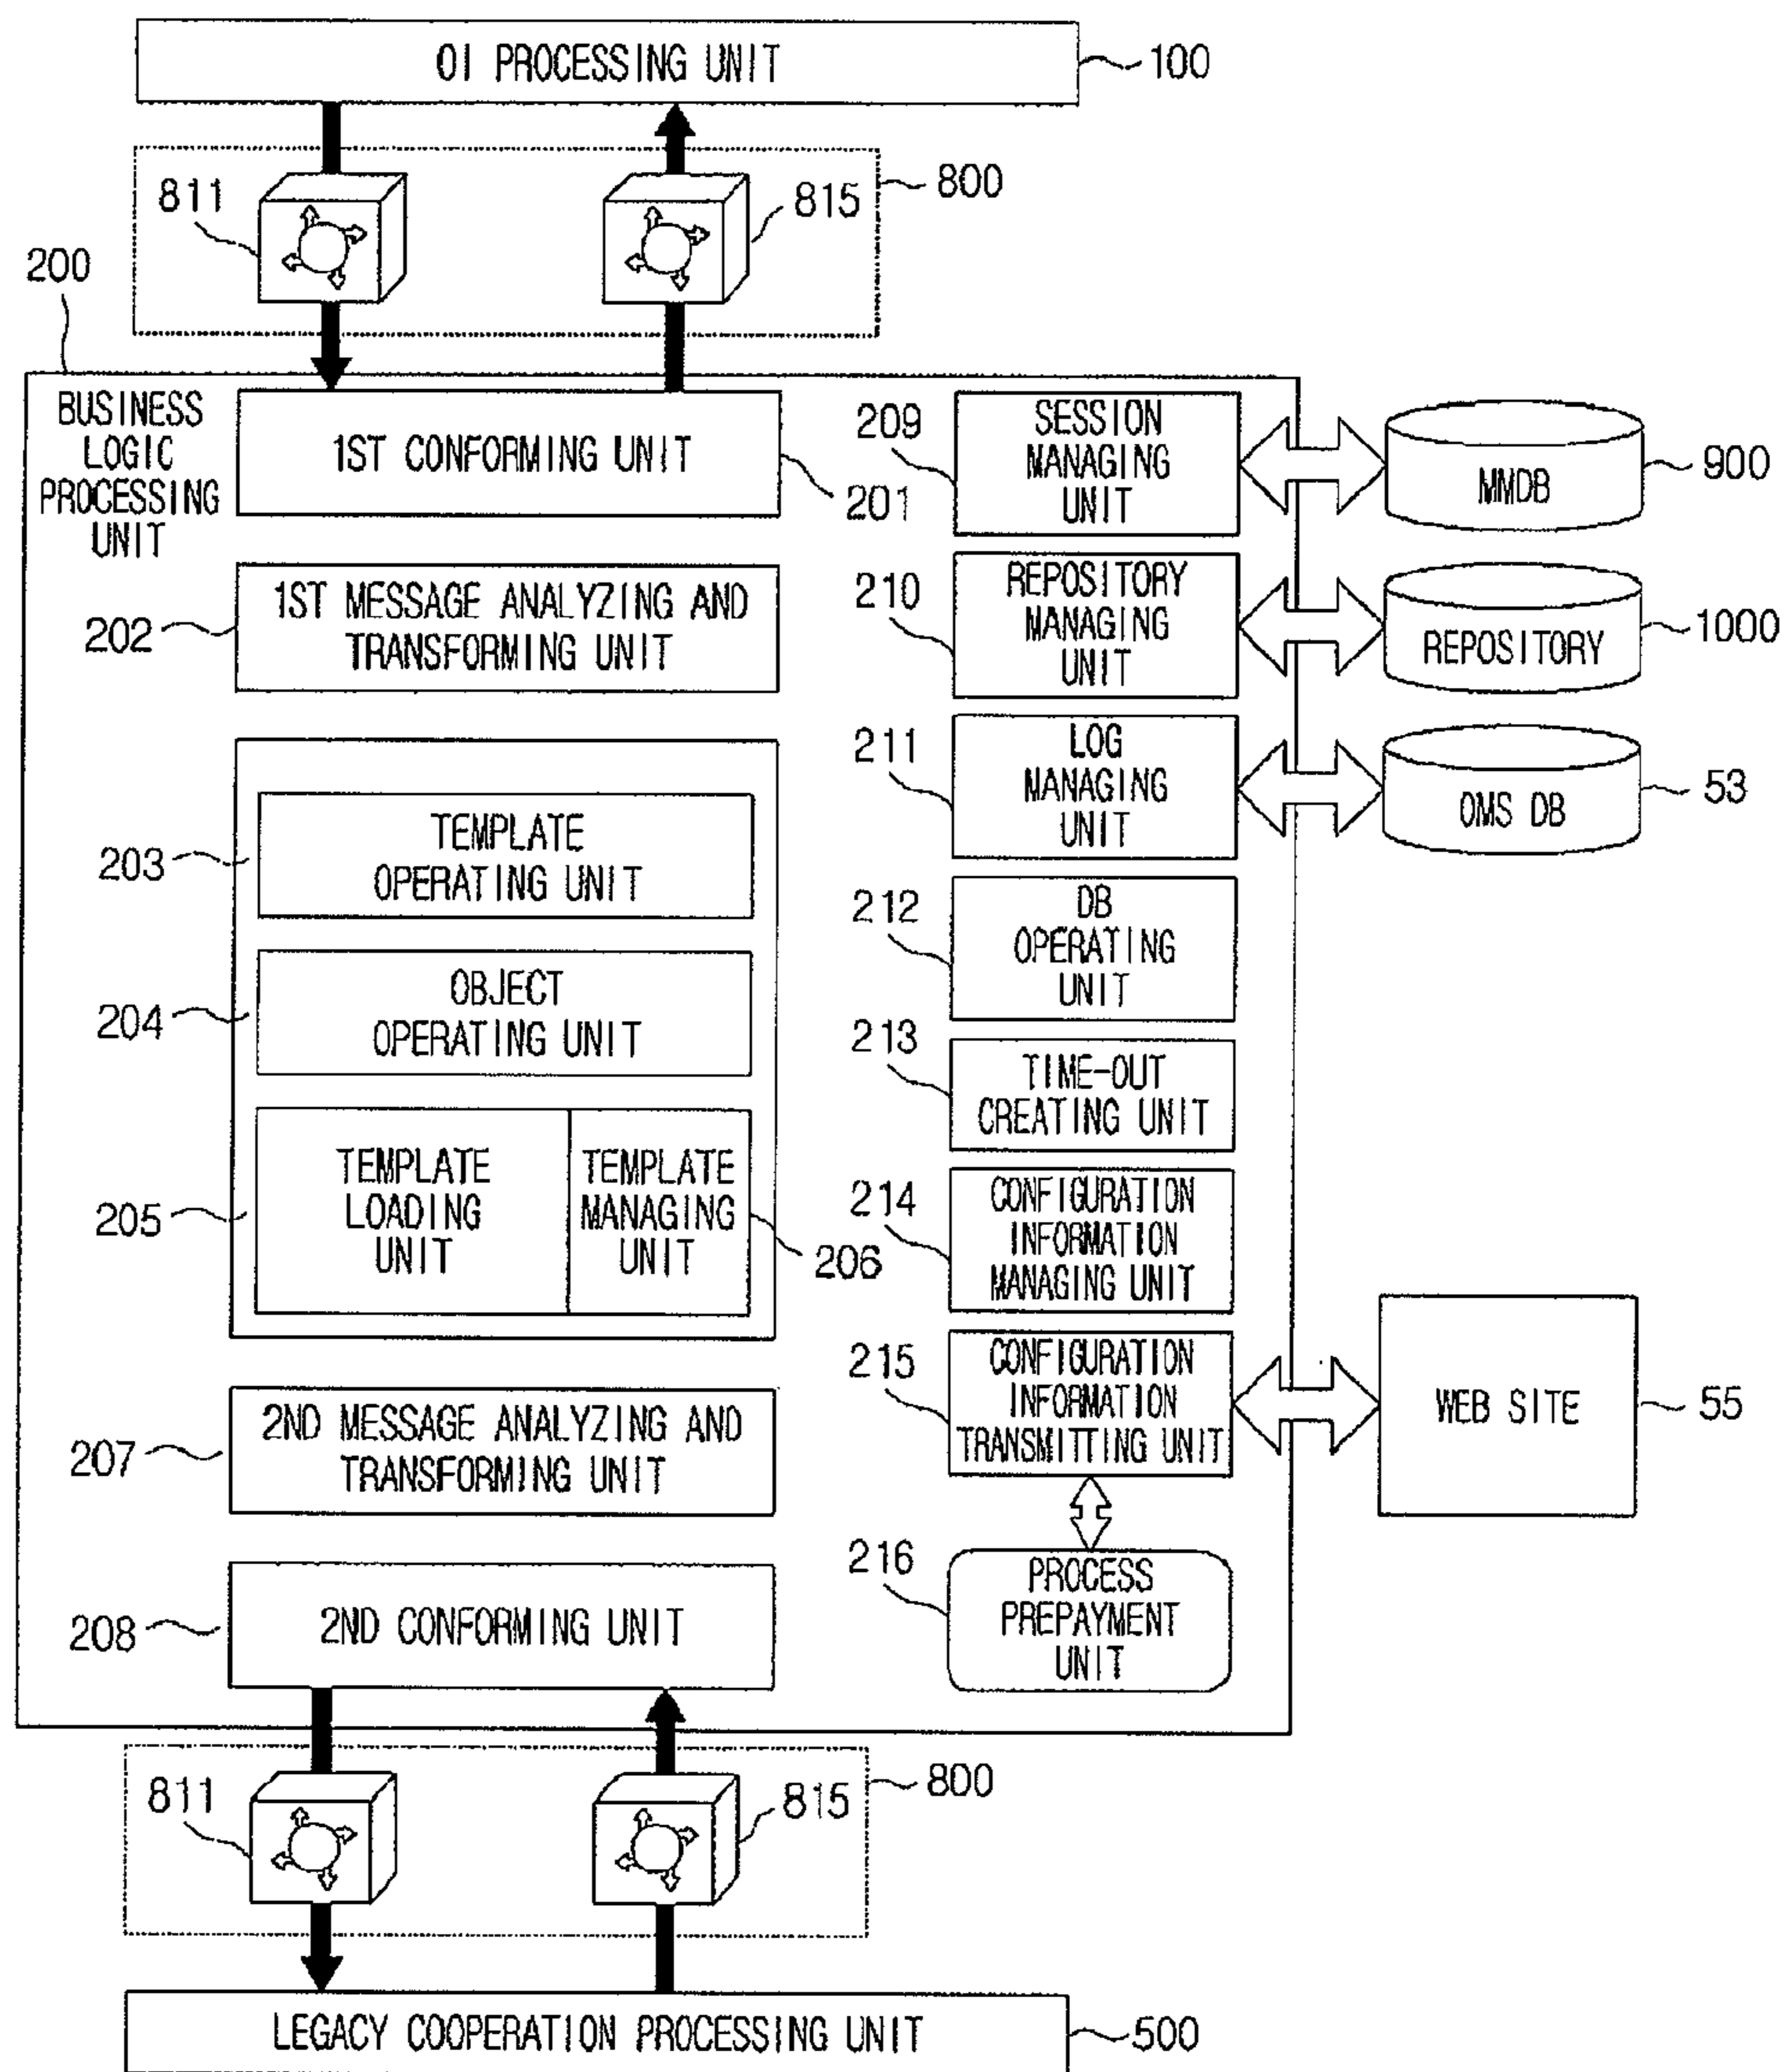 OI PROCESSING UNIT
100
811
815
800
200
BUSINESS
LOGIC
PROCESSING
UNIT
1ST CONFORMING UNIT
201
1ST MESSAGE ANALYZING AND
TRANSFORMING UNIT
202
203
TEMPLATE
OPERATING UNIT
204
OBJECT
OPERATING UNIT
205
TEMPLATE
LOADING
UNIT
TEMPLATE
MANAGING
UNIT
206
207
2ND MESSAGE ANALYZING AND
TRANSFORMING UNIT
208
2ND CONFORMING UNIT
209
SESSION
MANAGING
UNIT
MMDB
900
210
REPOSITORY
MANAGING
UNIT
REPOSITORY
1000
211
LOG
MANAGING
UNIT
OMS DB
53
212
DB
OPERATING
UNIT
213
TIME-OUT
CREATING UNIT
214
CONFIGURATION
INFORMATION
MANAGING UNIT
215
CONFIGURATION
INFORMATION
TRANSMITTING UNIT
WEB SITE
55
216
PROCESS
PREPAYMENT
UNIT
811
815
800
LEGACY COOPERATION PROCESSING UNIT
500